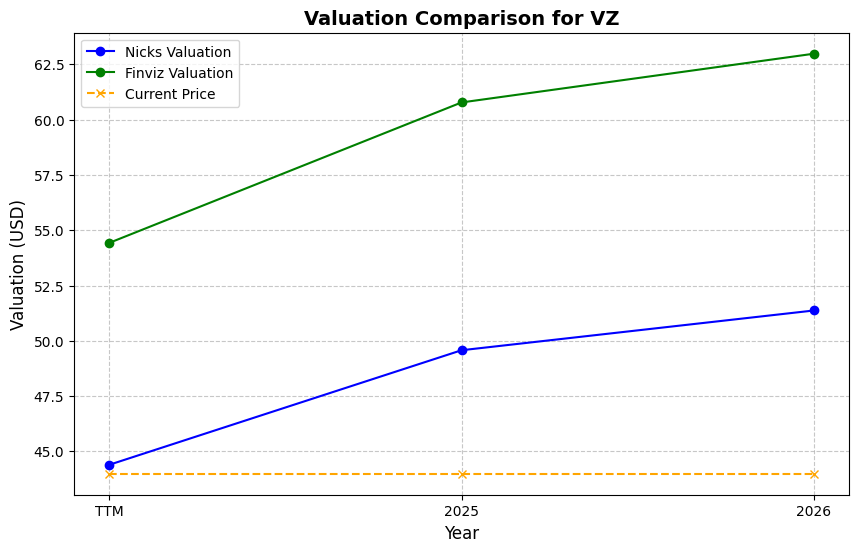 Valuation Comparison for VZ
Nicks Valuation
Finviz Valuation
Current Price
Valuation (USD)
62.5
60.0
57.5
55.0
52.5
50.0
47.5
45.0
TTM
2025
2026
Year